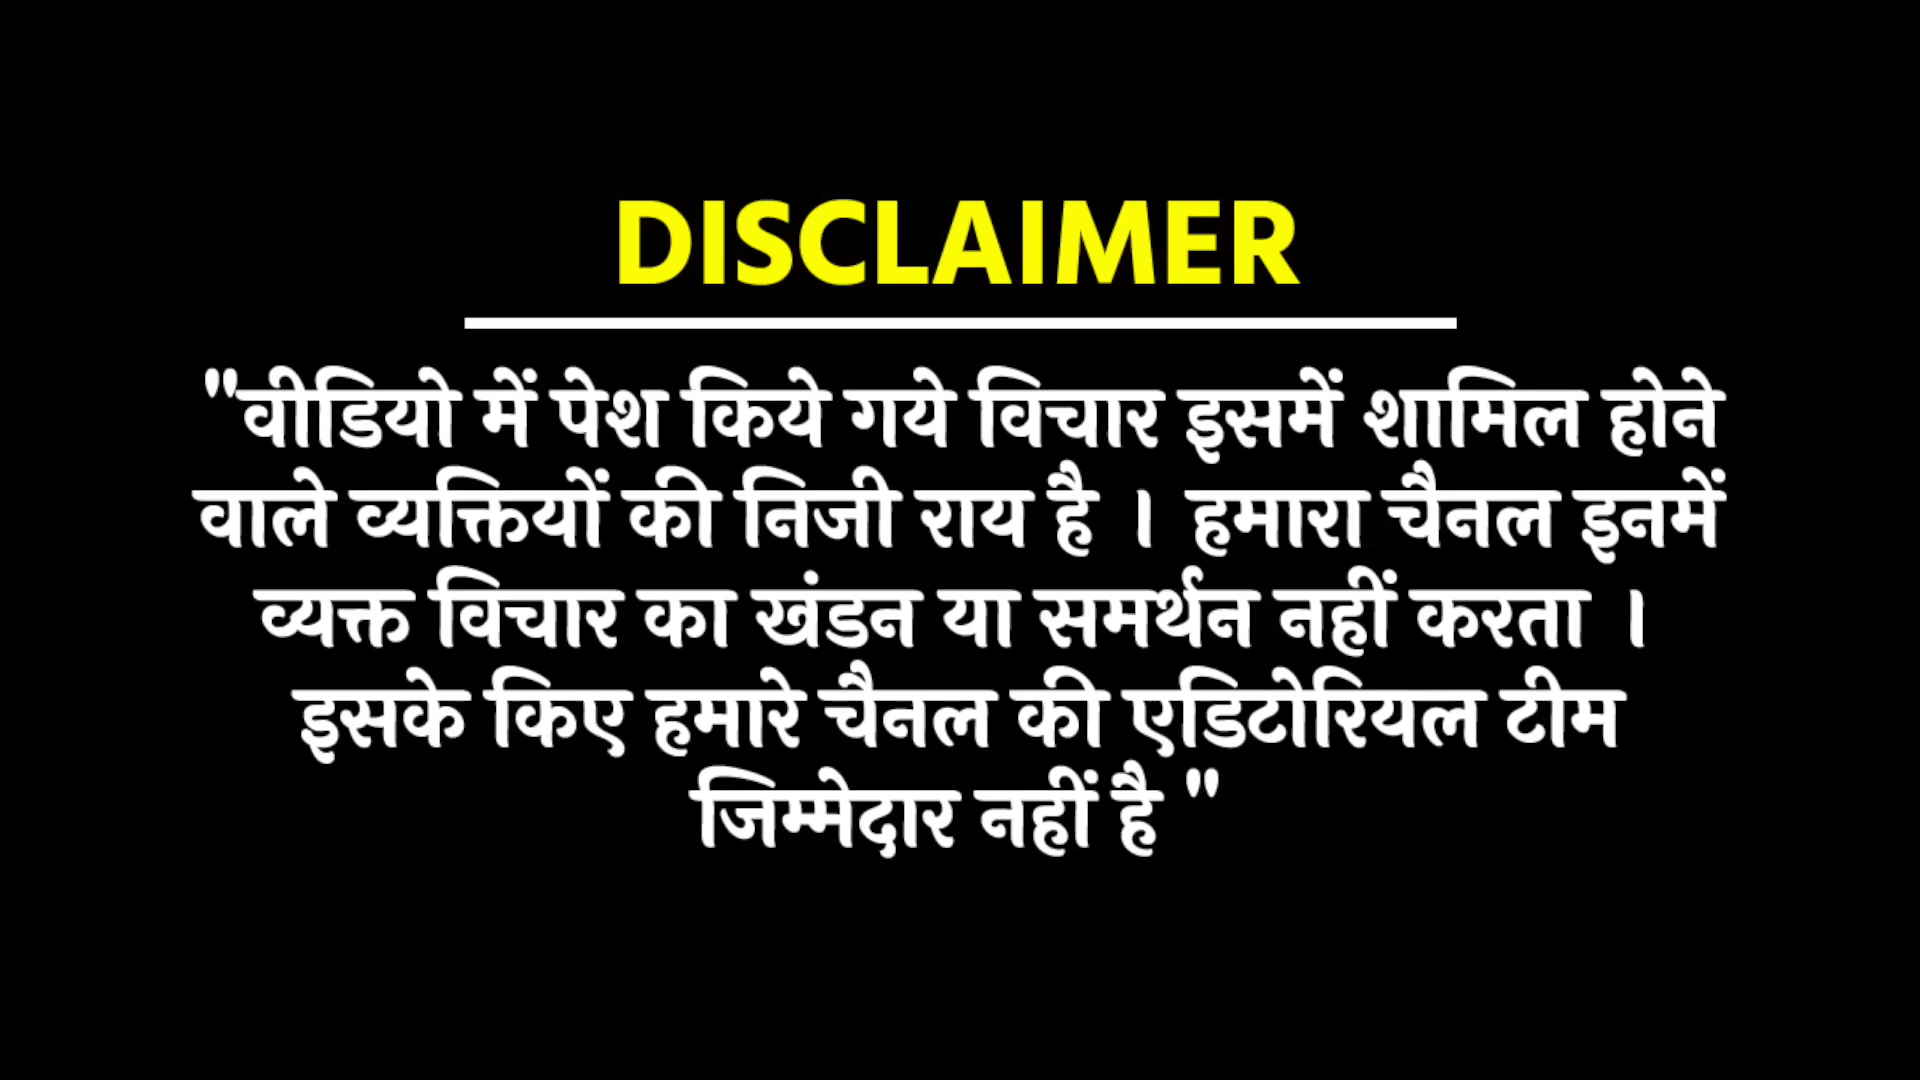 DISCLAIMER
"वीडियो में पेश किये गये विचार इसमें शामिल होने
वाले व्यक्तियों की निजी राय है । हमारा चैनल इनमें
व्यक्त विचार का खंडन या समर्थन नहीं करता ।
इसके किए हमारे चैनल की एडिटोरियल टीम
जिम्मेदार नहीं है "